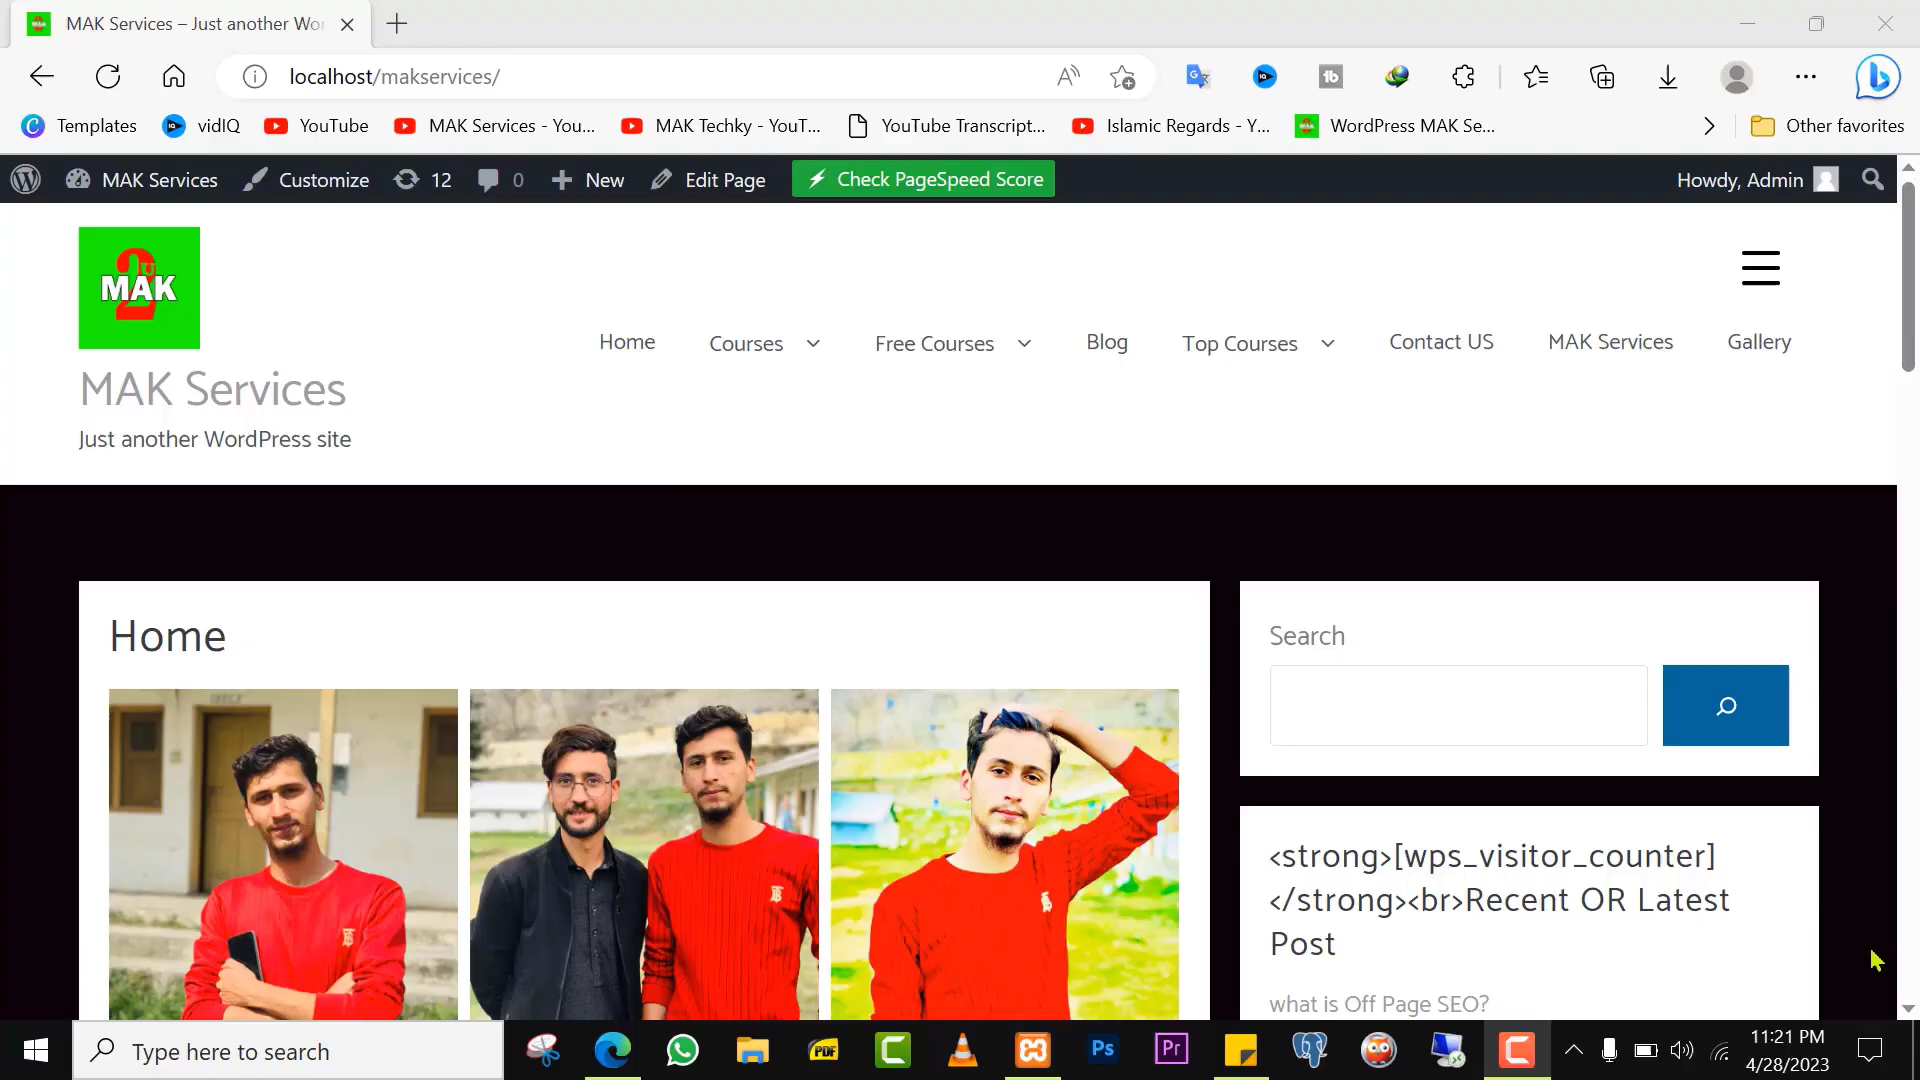 MAK Services – Just another Wor
localhost/makservices/
Templates
vidIQ
YouTube
MAK Services - You...
MAK Techky - YouT...
YouTube Transcript...
Islamic Regards - Y...
WordPress MAK Se...
Other favorites
MAK Services
Customize
12
0
New
Edit Page
Check PageSpeed Score
Howdy, Admin
2
U
MAK
Home
Courses
Free Courses
Blog
Top Courses
Contact US
MAK Services
Gallery
MAK Services
Just another WordPress site
Home
Search
<strong>[wps_visitor_counter]
</strong><br>Recent OR Latest
Post
what is Off Page SEO?
Type here to search
PDF
Ps
Pr
11:21 PM
4/28/2023